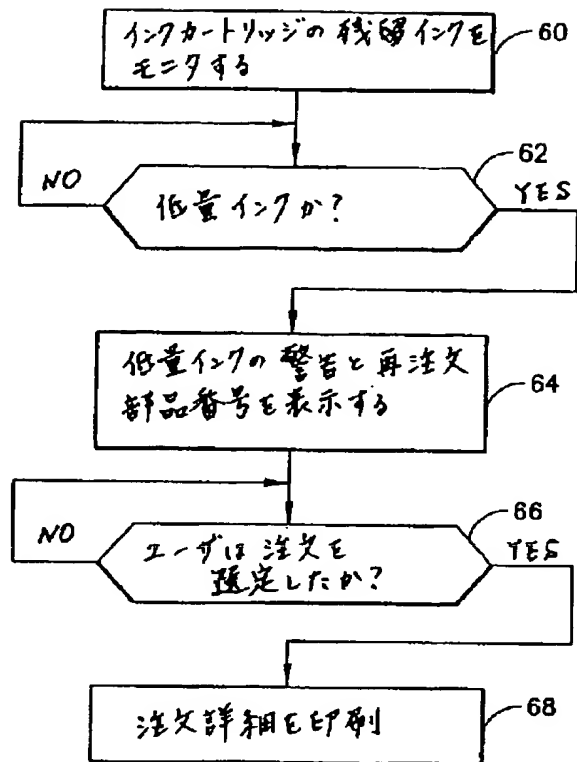 インクカートリッジの残留インクを
モニタする
60
62
NO
低量インクか?
YES
低量インクの警告と再注文
部品番号を表示する
64
66
NO
ユーザは注文を
選定したか?
YES
注文詳細を印刷
68